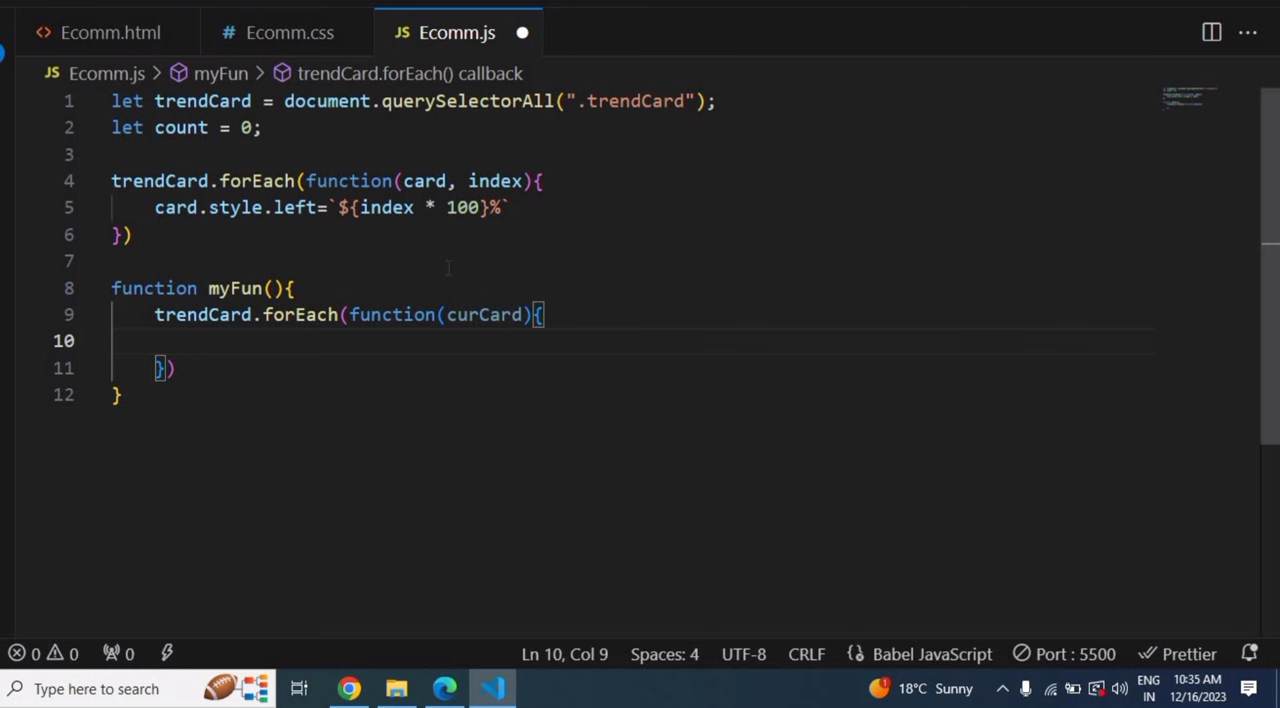 Ecomm.html
# Ecomm.css
JS Ecomm.js
JS Ecomm.js > myFun > trendCard.forEach() callback
1 let trendCard = document.querySelectorAll(".trendCard");
2 let count = 0;
3
4 trendCard.forEach(function(card, index){
5 card.style.left=`${index * 100}%`
6 })
7
8 function myFun(){
9 trendCard.forEach(function(curCard){
10
11 })
12 }
0 0 0 Ln 10, Col 9 Spaces: 4 UTF-8 CRLF {} Babel JavaScript Port : 5500 Prettier
Type here to search 18°C Sunny ENG IN 10:35 AM 12/16/2023